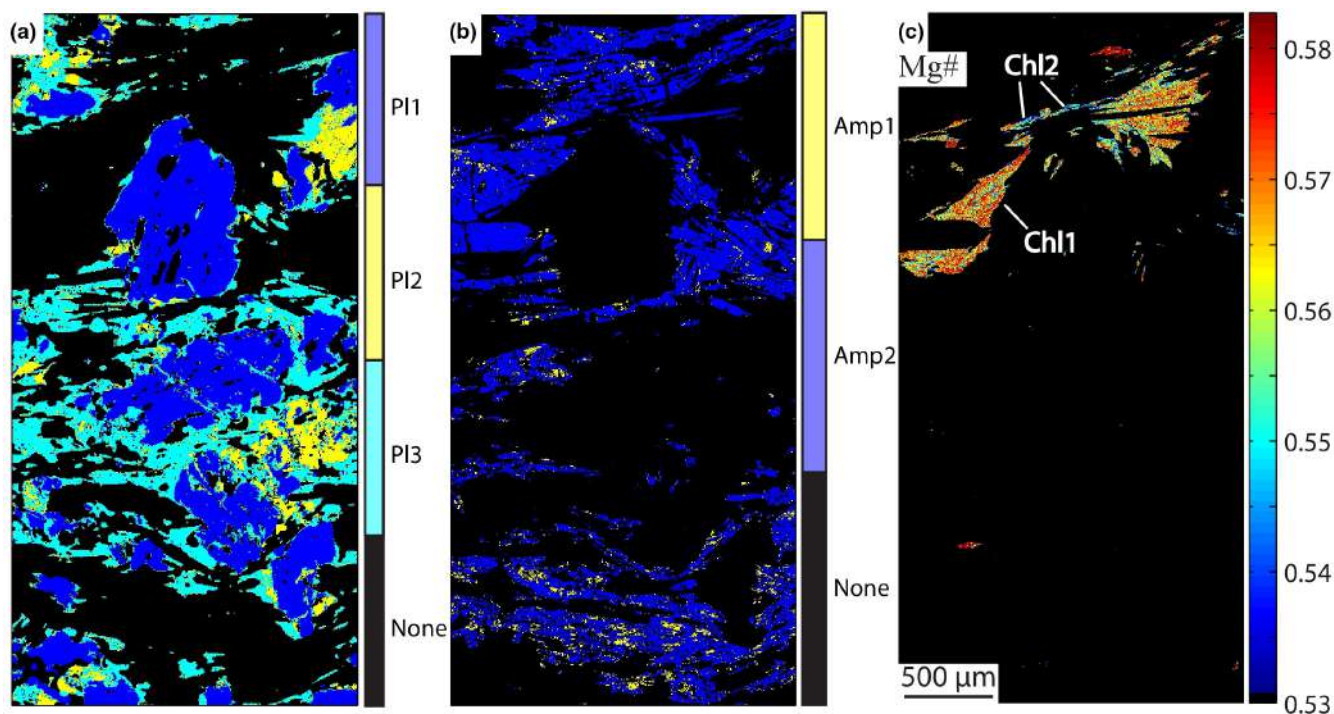 (a)
Pl1
Pl2
Pl3
None
(b)
Amp1
Amp2
None
(c)
Mg#
Chl2
Chl1
500 µm
0.58
0.57
0.56
0.55
0.54
0.53